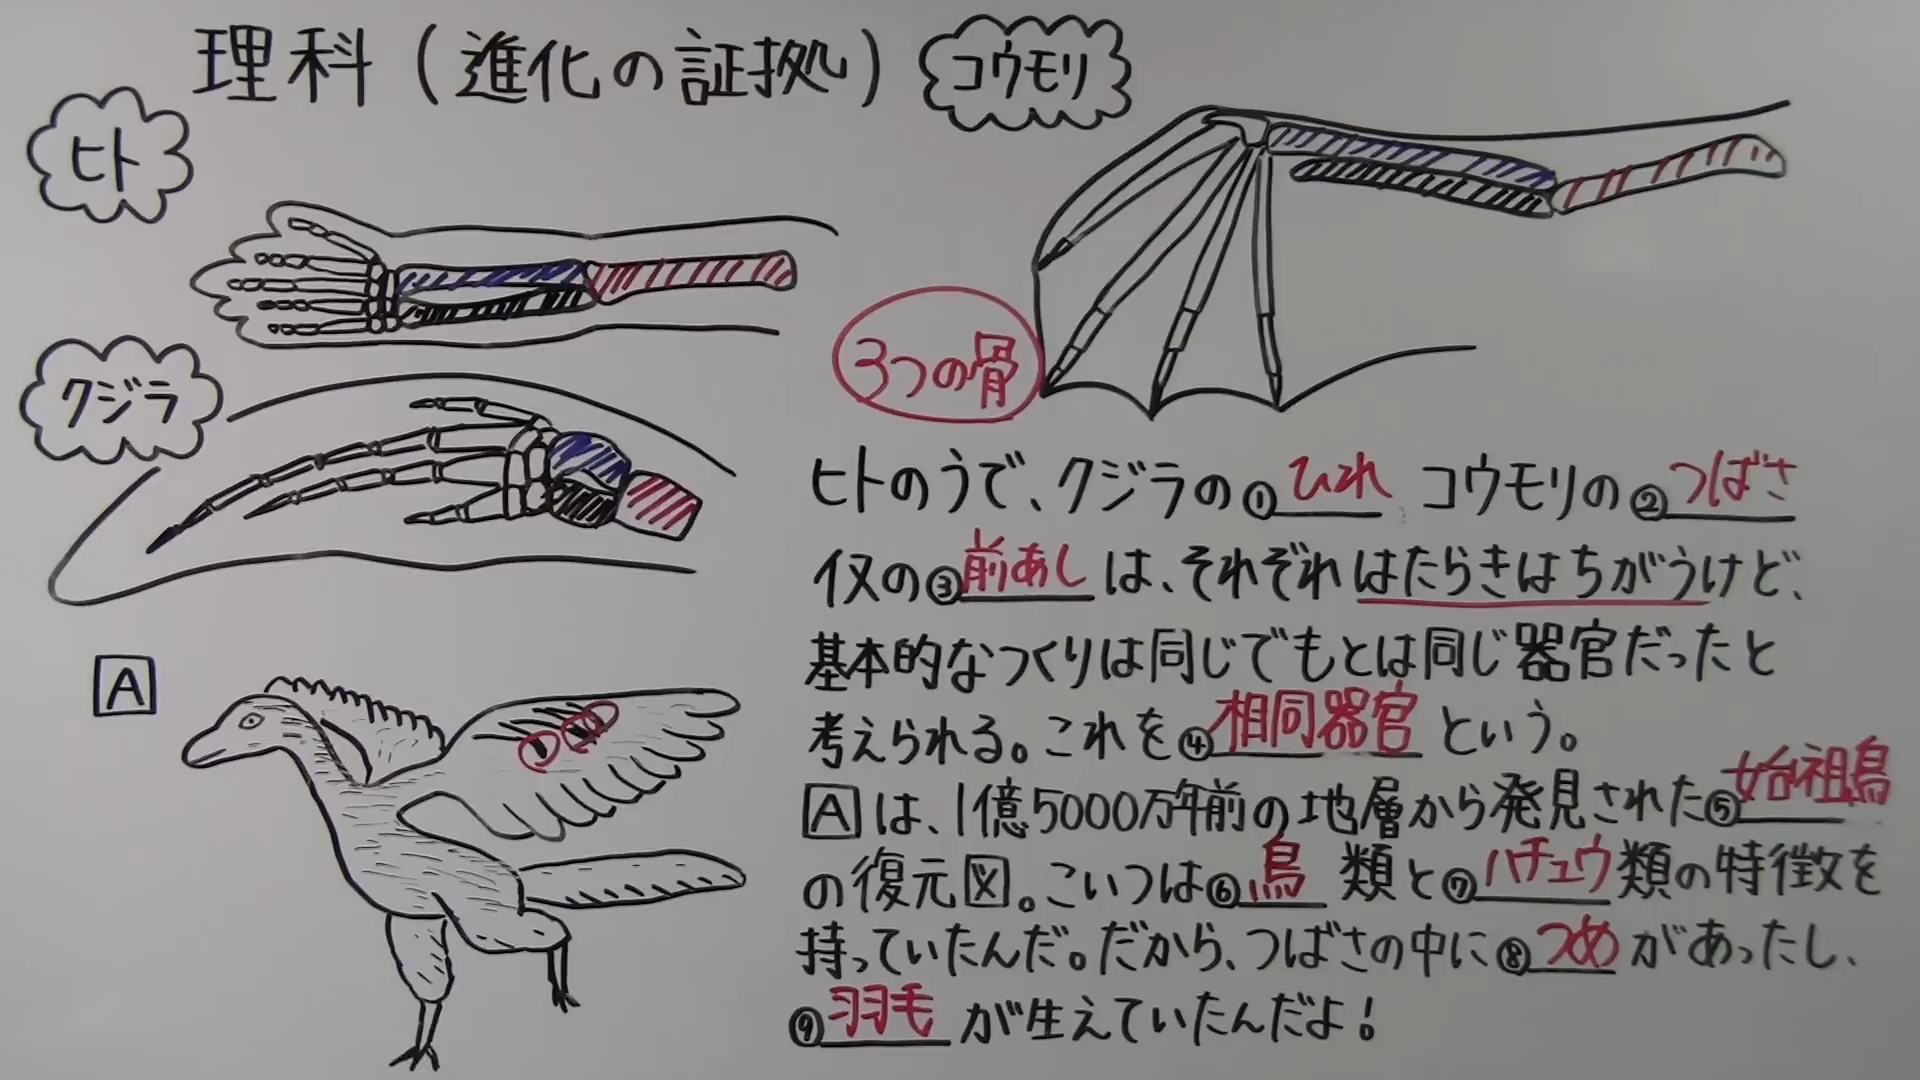 理科（進化の証拠）
コウモリ
ヒト
クジラ
3つの骨
A
ヒトのうで、クジラの①ひれ コウモリの②つばさ
イヌの③前あしは、それぞれはたらきはちがうけど、
基本的なつくりは同じでもとは同じ器官だったと
考えられる。これを④相同器官という。
Aは、1億5000万年前の地層から発見された⑤始祖鳥
の復元図。こいつは⑥鳥類と⑦ハチュウ類の特徴を
持っていたんだ。だから、つばさの中に⑧つめがあったし、
⑨羽毛が生えていたんだよ！